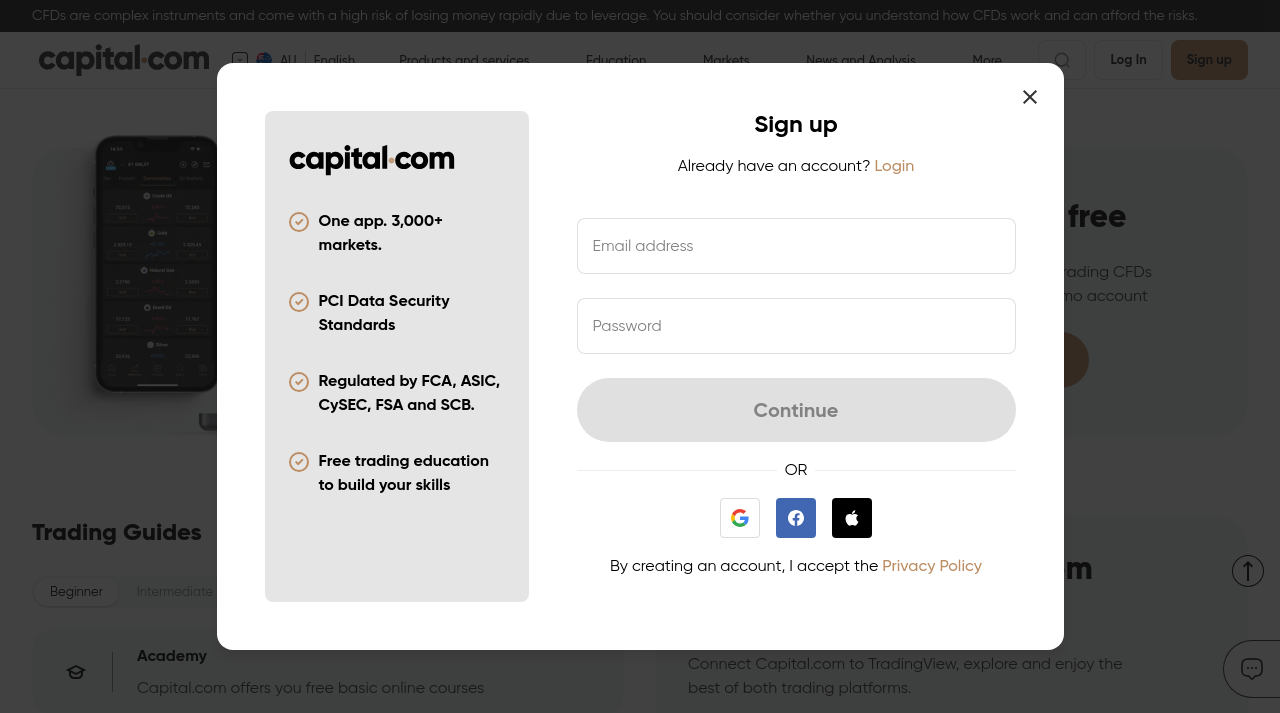 CFDs are complex instruments and come with a high risk of losing money rapidly due to leverage. You should consider whether you understand how CFDs work and can afford the risks.
capital.com AU English Products and services Education Markets News and Analysis More Log In Sign up
capital.com
One app. 3,000+
markets.
PCI Data Security
Standards
Regulated by FCA, ASIC,
CySEC, FSA and SCB.
Free trading education
to build your skills
Sign up
Already have an account? Login
Email address
Password
Continue
OR
By creating an account, I accept the Privacy Policy
free
trading CFDs
account
Trading Guides
Beginner Intermediate
Academy
Capital.com offers you free basic online courses
Connect Capital.com to TradingView, explore and enjoy the
best of both trading platforms.